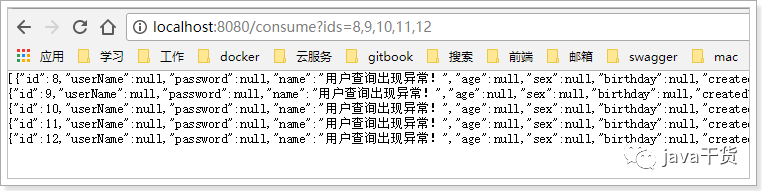 localhost:8080/consume?ids=8,9,10,11,12
应用 学习 工作 docker 云服务 gitbook 搜索 前端 邮箱 swagger mac
[{"id":8,"userName":null,"password":null,"name":"用户查询出现异常！","age":null,"sex":null,"birthday":null,"created
{"id":9,"userName":null,"password":null,"name":"用户查询出现异常！","age":null,"sex":null,"birthday":null,"created"
{"id":10,"userName":null,"password":null,"name":"用户查询出现异常！","age":null,"sex":null,"birthday":null,"create
{"id":11,"userName":null,"password":null,"name":"用户查询出现异常！","age":null,"sex":null,"birthday":null,"create
{"id":12,"userName":null,"password":null,"name":"用户查询出现异常！","age":null,"sex":null,"birthday":null,"create
java干货